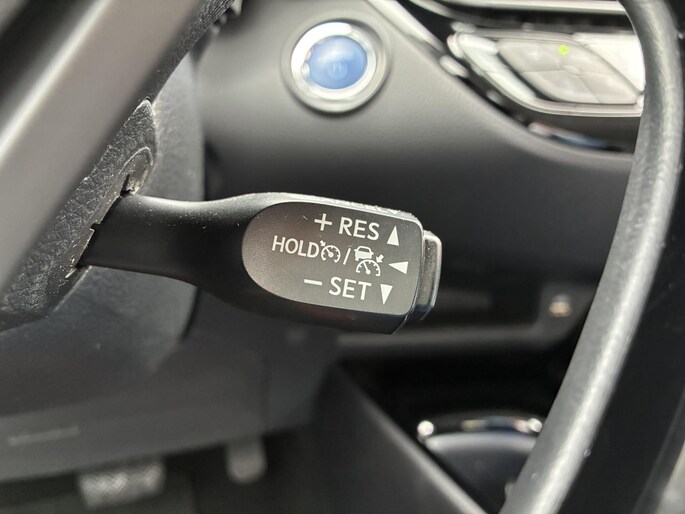 + RES
HOLD /
− SET